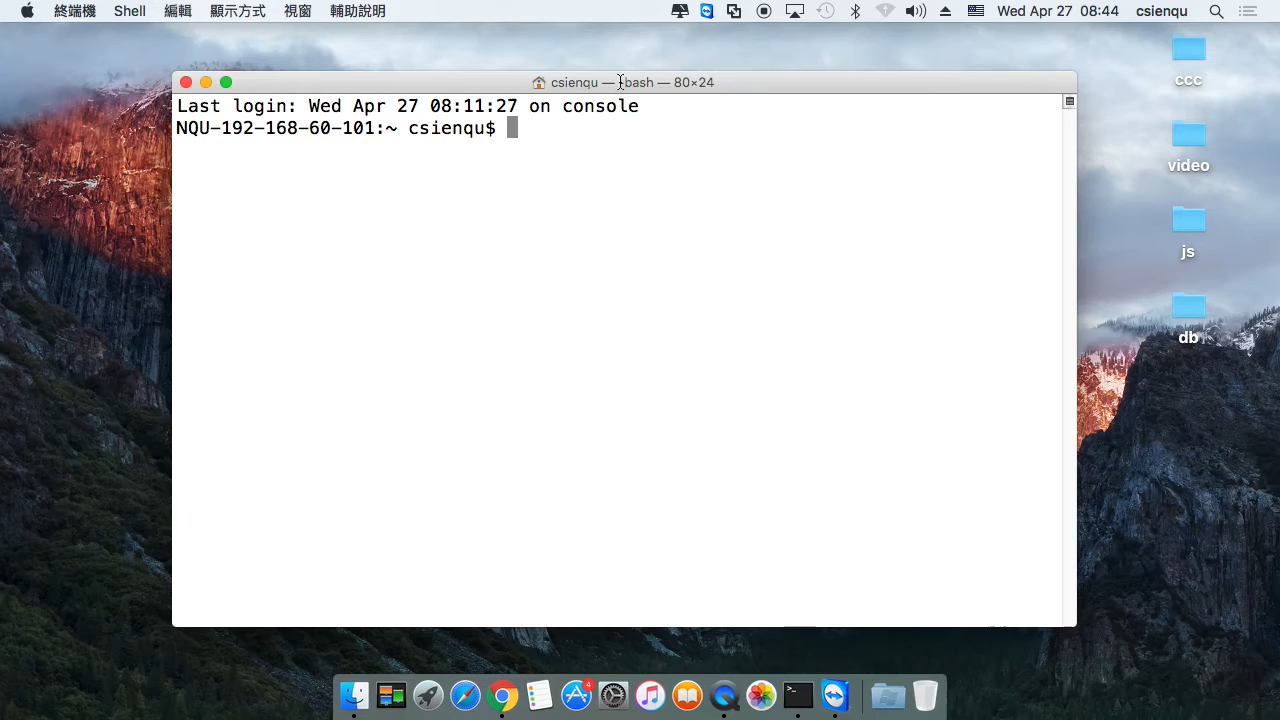 終端機 Shell 編輯 顯示方式 視窗 輔助說明 Wed Apr 27 08:44 csienqu
csienqu — bash — 80×24
Last login: Wed Apr 27 08:11:27 on console
NQU-192-168-60-101:~ csienqu$
ccc
video
js
db
4